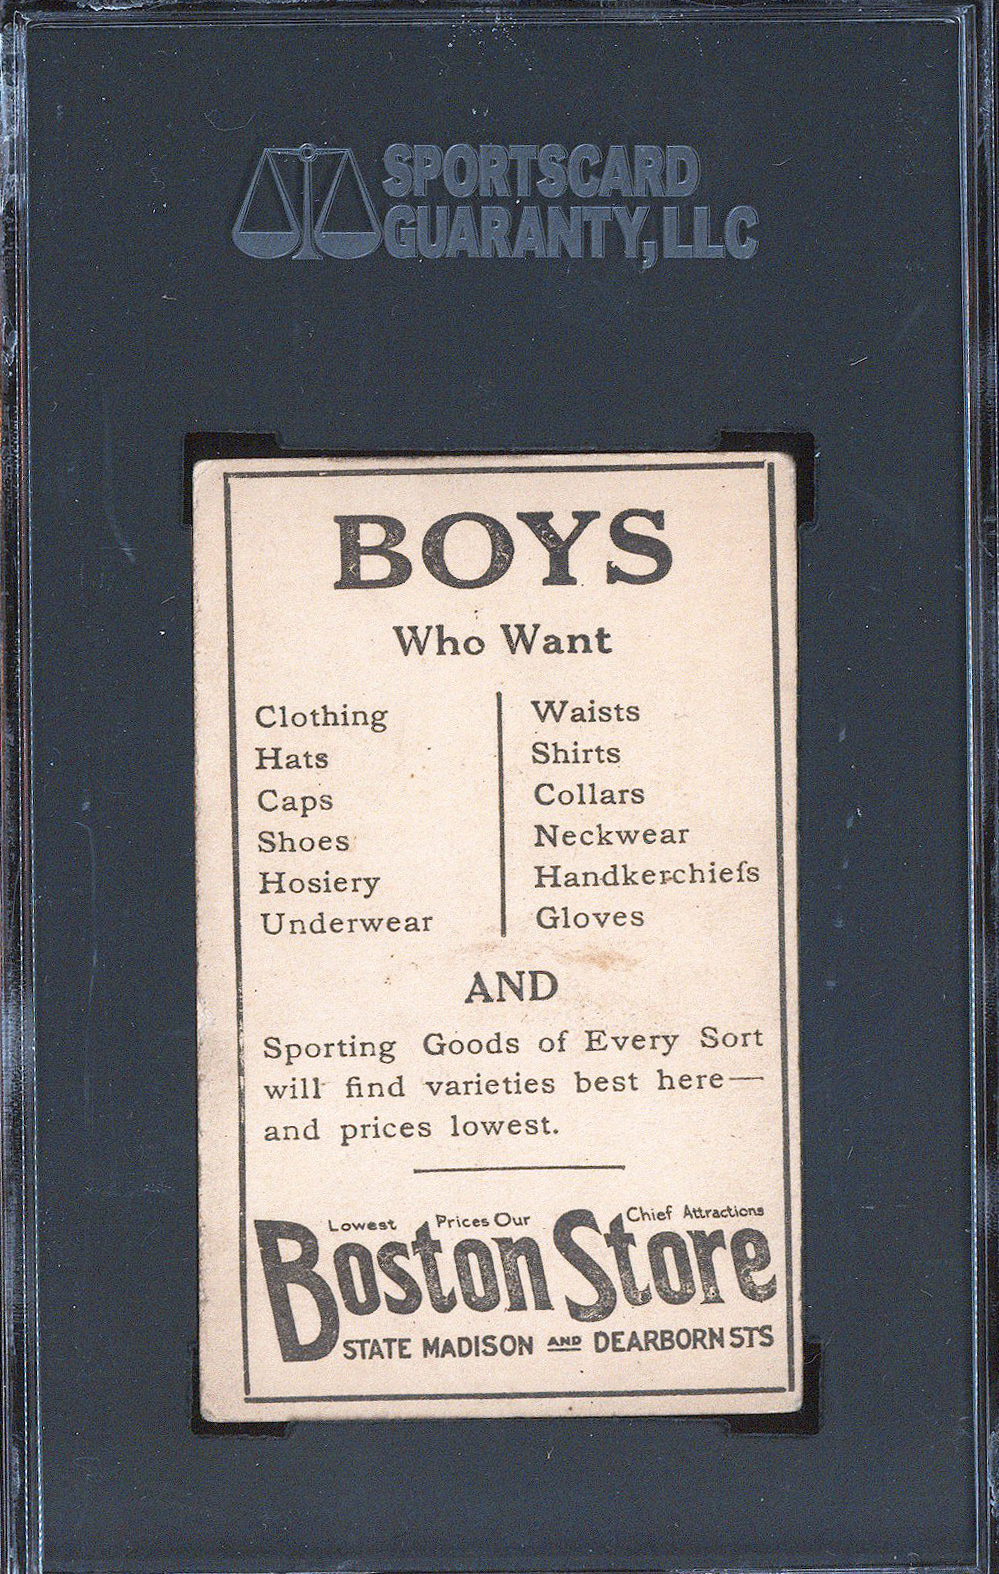 SPORTSCARD
GUARANTY, LLC
BOYS
Who Want
Clothing
Hats
Caps
Shoes
Hosiery
Underwear
Waists
Shirts
Collars
Neckwear
Handkerchiefs
Gloves
AND
Sporting Goods of Every Sort
will find varieties best here—
and prices lowest.
Lowest Prices Our Chief Attractions
Boston Store
STATE MADISON AND DEARBORN STS